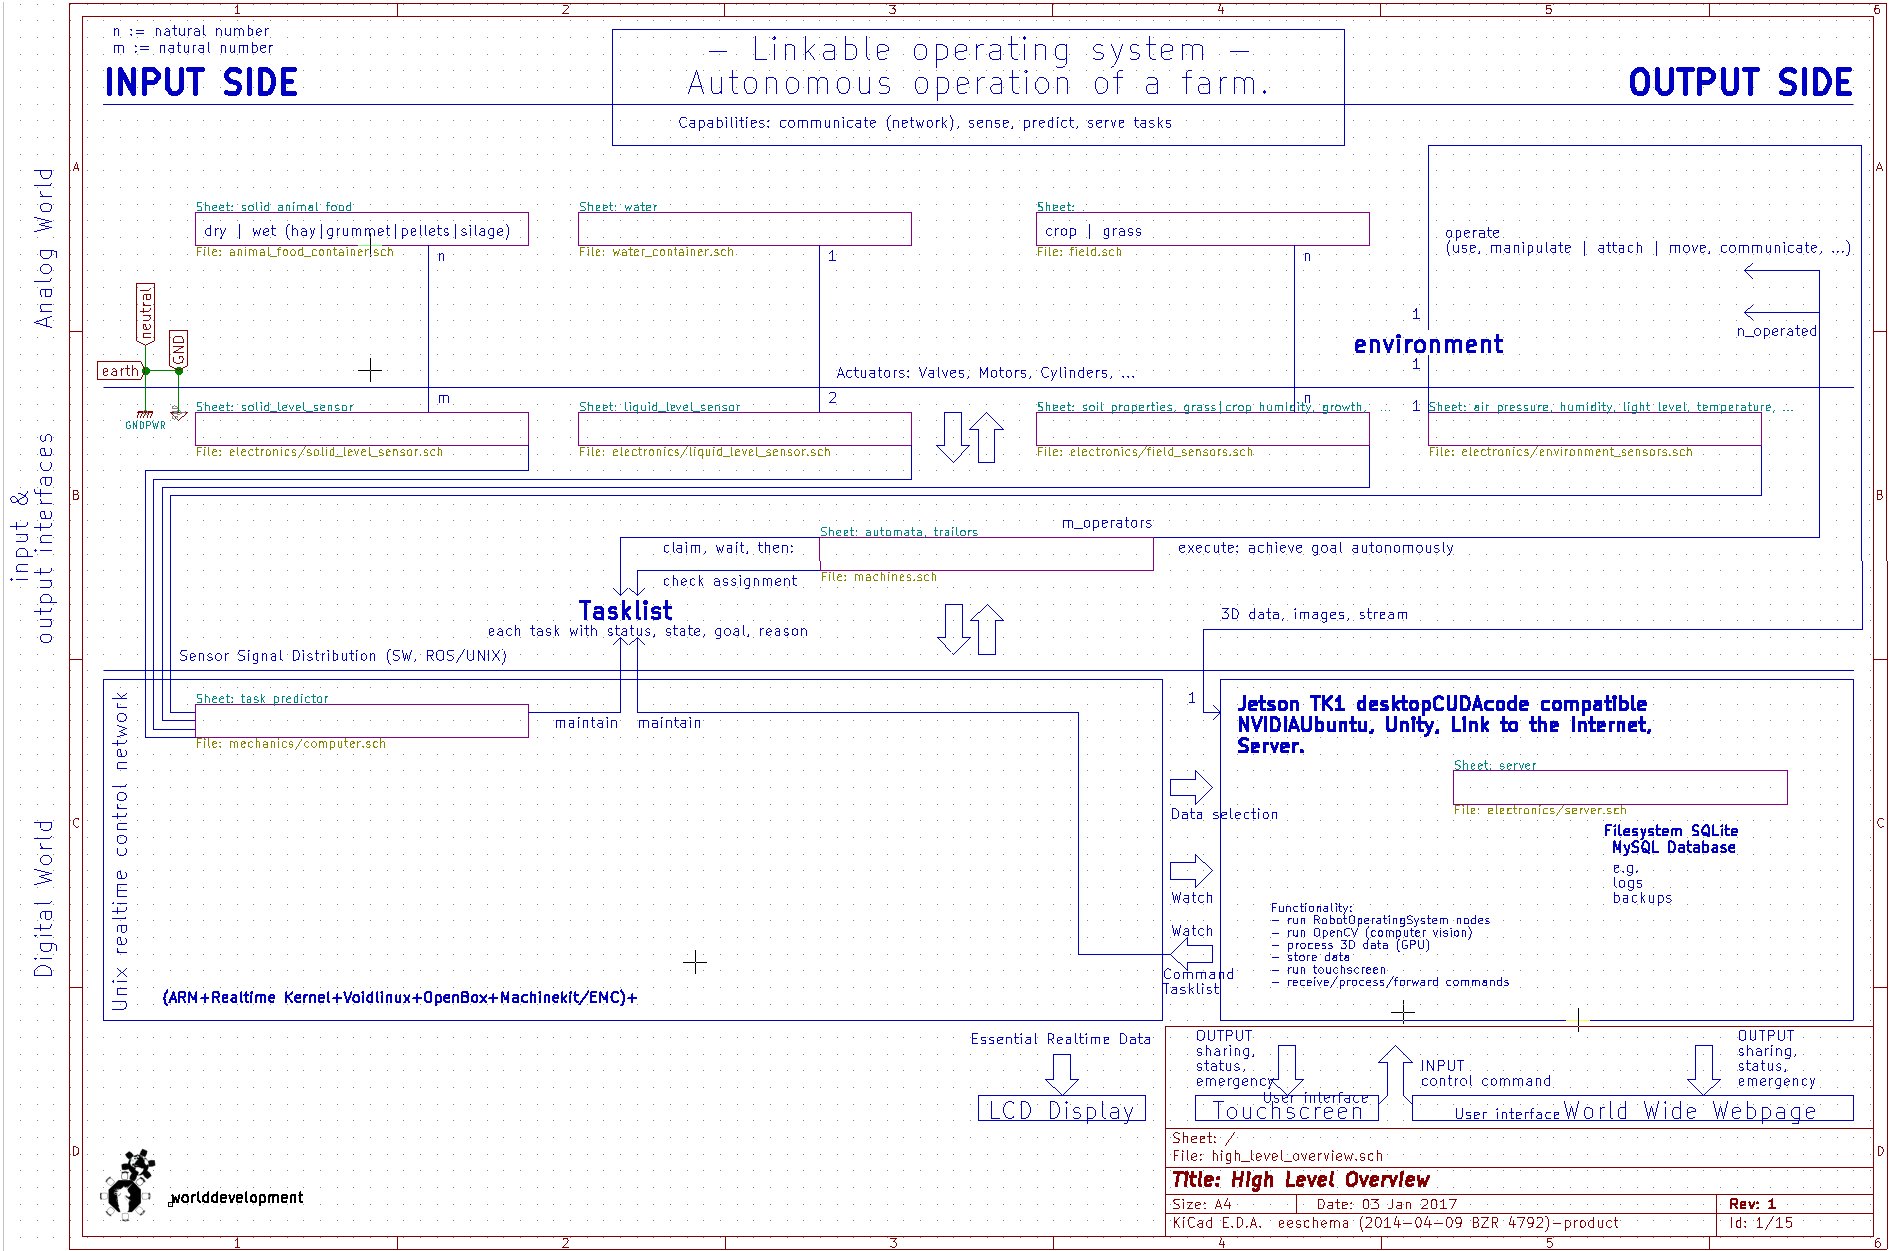 1 2 3 4 5 6
n := natural number
m := natural number
INPUT SIDE
— Linkable operating system —
Autonomous operation of a farm.
OUTPUT SIDE
Capabilities: communicate (network), sense, predict, serve tasks
A
A
Analog World
Sheet: solid animal food
dry | wet (hay|grummet|pellets|silage)
File: animal_food_container.sch
n
Sheet: water
File: water_container.sch
1
Sheet:
crop | grass
File: field.sch
n
operate
(use, manipulate | attach | move, communicate, ...)
n_operated
1
environment
1
neutral
GND
earth
GNDPWR
Actuators: Valves, Motors, Cylinders, ...
m
2
n
1
Sheet: solid_level_sensor
File: electronics/solid_level_sensor.sch
Sheet: liquid_level_sensor
File: electronics/liquid_level_sensor.sch
Sheet: soil properties, grass|crop humidity, growth, ...
File: electronics/field_sensors.sch
Sheet: air pressure, humidity, light level, temperature, ...
File: electronics/environment_sensors.sch
B
B
input &
output interfaces
m_operators
Sheet: automata, trailors
File: machines.sch
claim, wait, then:
check assignment
execute: achieve goal autonomously
Tasklist
each task with status, state, goal, reason
3D data, images, stream
Sensor Signal Distribution (SW, ROS/UNIX)
Digital World
Unix realtime control network
Sheet: task predictor
File: mechanics/computer.sch
maintain
maintain
1
Jetson TK1 desktopCUDAcode compatible
NVIDIAUbuntu, Unity, Link to the Internet,
Server.
Sheet: server
File: electronics/server.sch
Filesystem SQLite
MySQL Database
e.g.
logs
backups
C
C
Data selection
Watch
Watch
Command
Tasklist
Functionality:
— run RobotOperatingSystem nodes
— run OpenCV (computer vision)
— process 3D data (GPU)
— store data
— run touchscreen
— receive/process/forward commands
(ARM+Realtime Kernel+Voidlinux+OpenBox+Machinekit/EMC)+
Essential Realtime Data
LCD Display
OUTPUT
sharing,
status,
emergency
INPUT
control command
OUTPUT
sharing,
status,
emergency
User interface
Touchscreen
User interface World Wide Webpage
D
D
Sheet: /
File: high_level_overview.sch
Title: High Level Overview
Size: A4
Date: 03 Jan 2017
Rev: 1
KiCad E.D.A. eeschema (2014-04-09 BZR 4792)-product
Id: 1/15
worlddevelopment
1 2 3 4 5 6